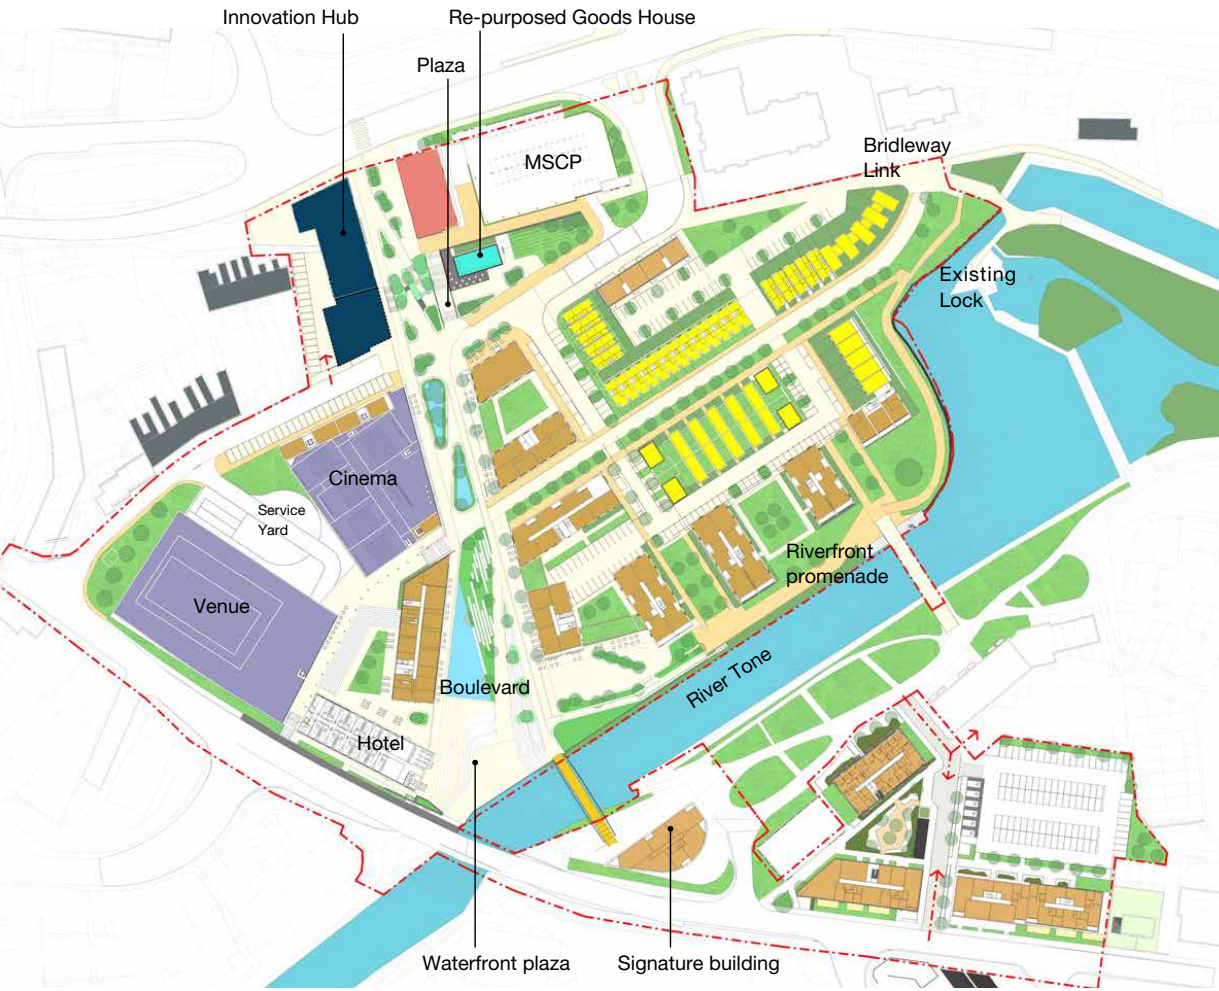 Innovation Hub
Re-purposed Goods House
Plaza
MSCP
Bridleway
Link
Existing
Lock
Cinema
Service
Yard
Venue
Riverfront
promenade
River Tone
Boulevard
Hotel
Waterfront plaza
Signature building